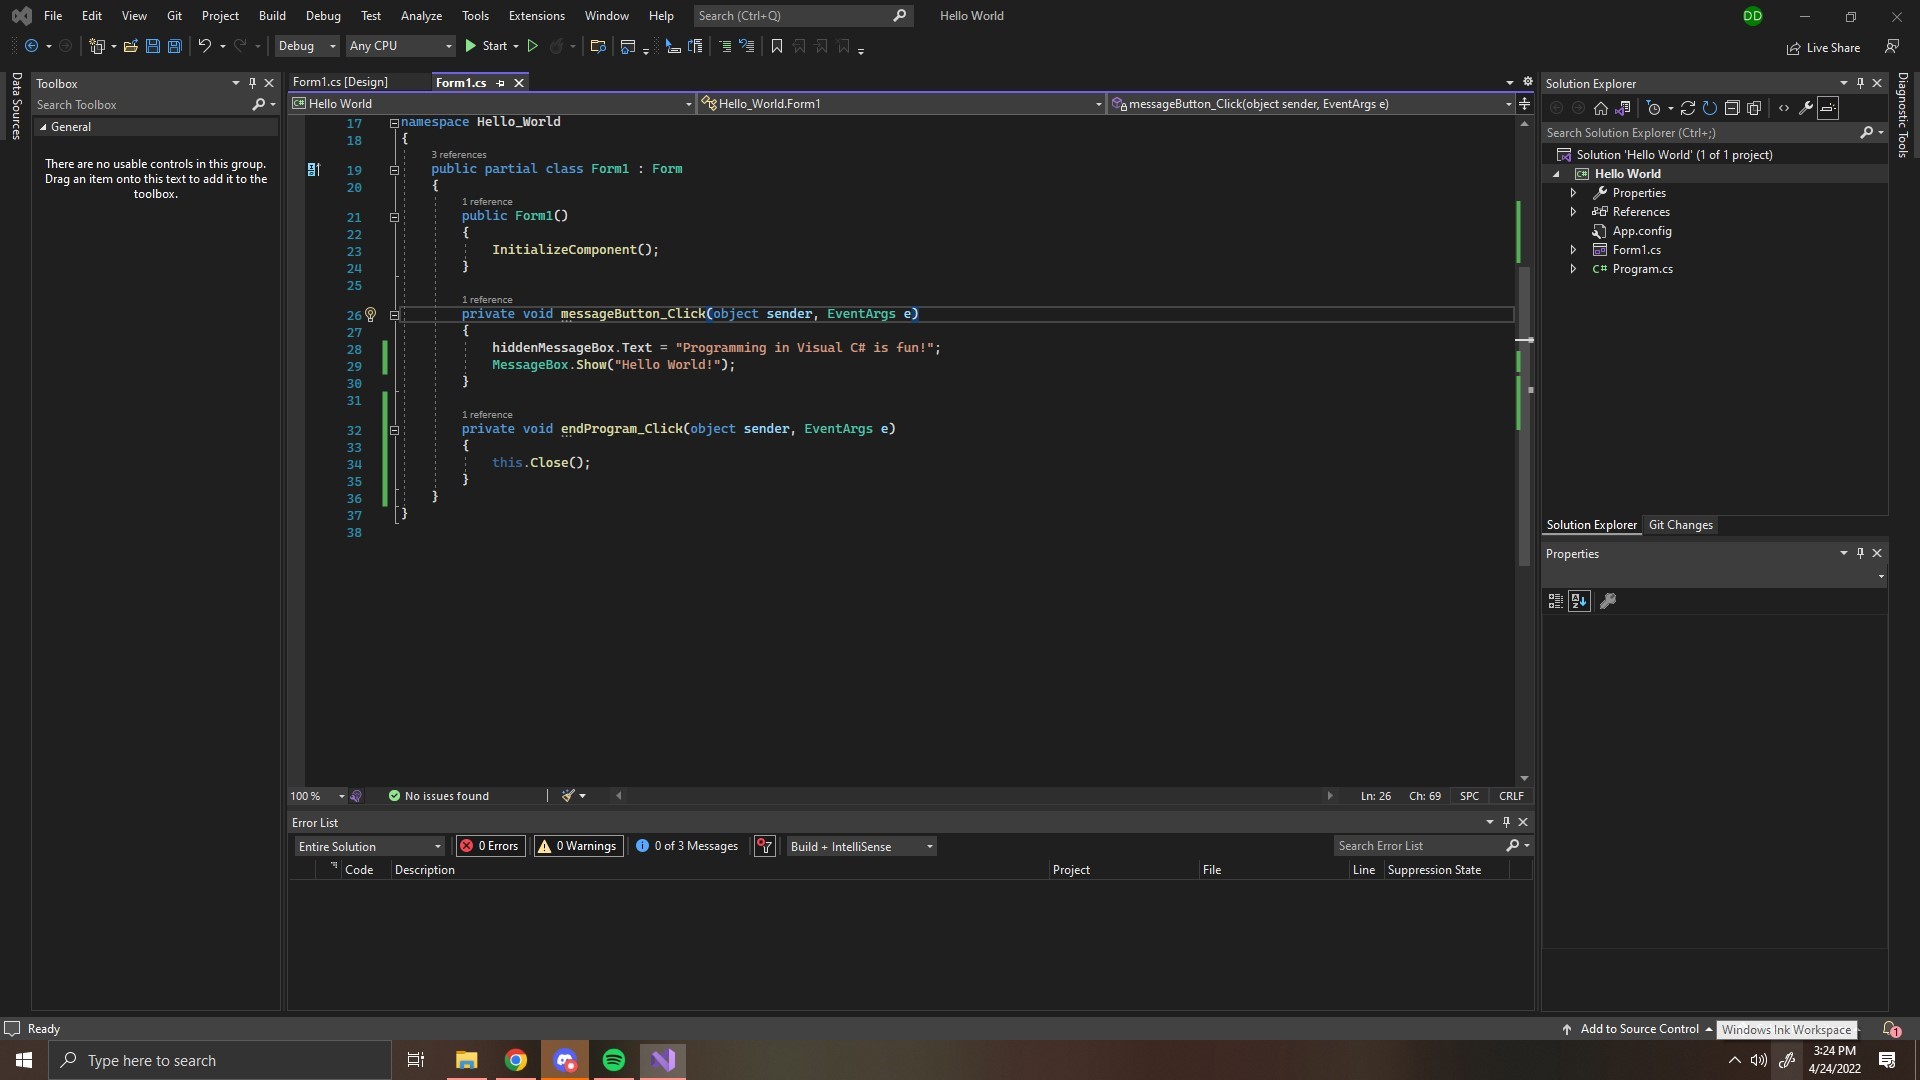 File Edit View Git Project Build Debug Test Analyze Tools Extensions Window Help Search (Ctrl+Q) Hello World DD
Debug Any CPU Start Live Share
Data Sources
Toolbox
Search Toolbox
General
There are no usable controls in this group.
Drag an item onto this text to add it to the
toolbox.
Form1.cs [Design] Form1.cs
Hello World Hello_World.Form1 messageButton_Click(object sender, EventArgs e)
17 namespace Hello_World
18 {
3 references
19 public partial class Form1 : Form
20 {
1 reference
21 public Form1()
22 {
23 InitializeComponent();
24 }
25
1 reference
26 private void messageButton_Click(object sender, EventArgs e)
27 {
28 hiddenMessageBox.Text = "Programming in Visual C# is fun!";
29 MessageBox.Show("Hello World!");
30 }
31
1 reference
32 private void endProgram_Click(object sender, EventArgs e)
33 {
34 this.Close();
35 }
36 }
37 }
38
100 % No issues found Ln: 26 Ch: 69 SPC CRLF
Error List
Entire Solution 0 Errors 0 Warnings 0 of 3 Messages Build + IntelliSense Search Error List
Code Description Project File Line Suppression State
Solution Explorer
Search Solution Explorer (Ctrl+;)
Solution 'Hello World' (1 of 1 project)
C# Hello World
Properties
References
App.config
Form1.cs
C# Program.cs
Solution Explorer Git Changes
Properties
Diagnostic Tools
Ready Add to Source Control Windows Ink Workspace 1
Type here to search 3:24 PM
4/24/2022